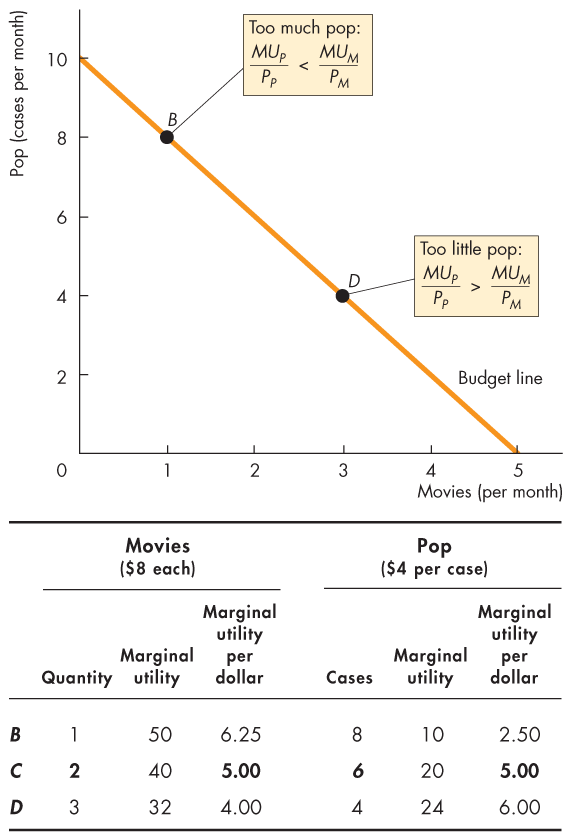 Pop (cases per month)
10
8
6
4
2
0
1
2
3
4
5
Movies (per month)
Too much pop:
MU_P / P_P < MU_M / P_M
B
Too little pop:
MU_P / P_P > MU_M / P_M
D
Budget line
Movies
($8 each)
Pop
($4 per case)
Quantity
Marginal
utility
Marginal
utility
per
dollar
Cases
Marginal
utility
Marginal
utility
per
dollar
B 1 50 6.25 8 10 2.50
C 2 40 5.00 6 20 5.00
D 3 32 4.00 4 24 6.00